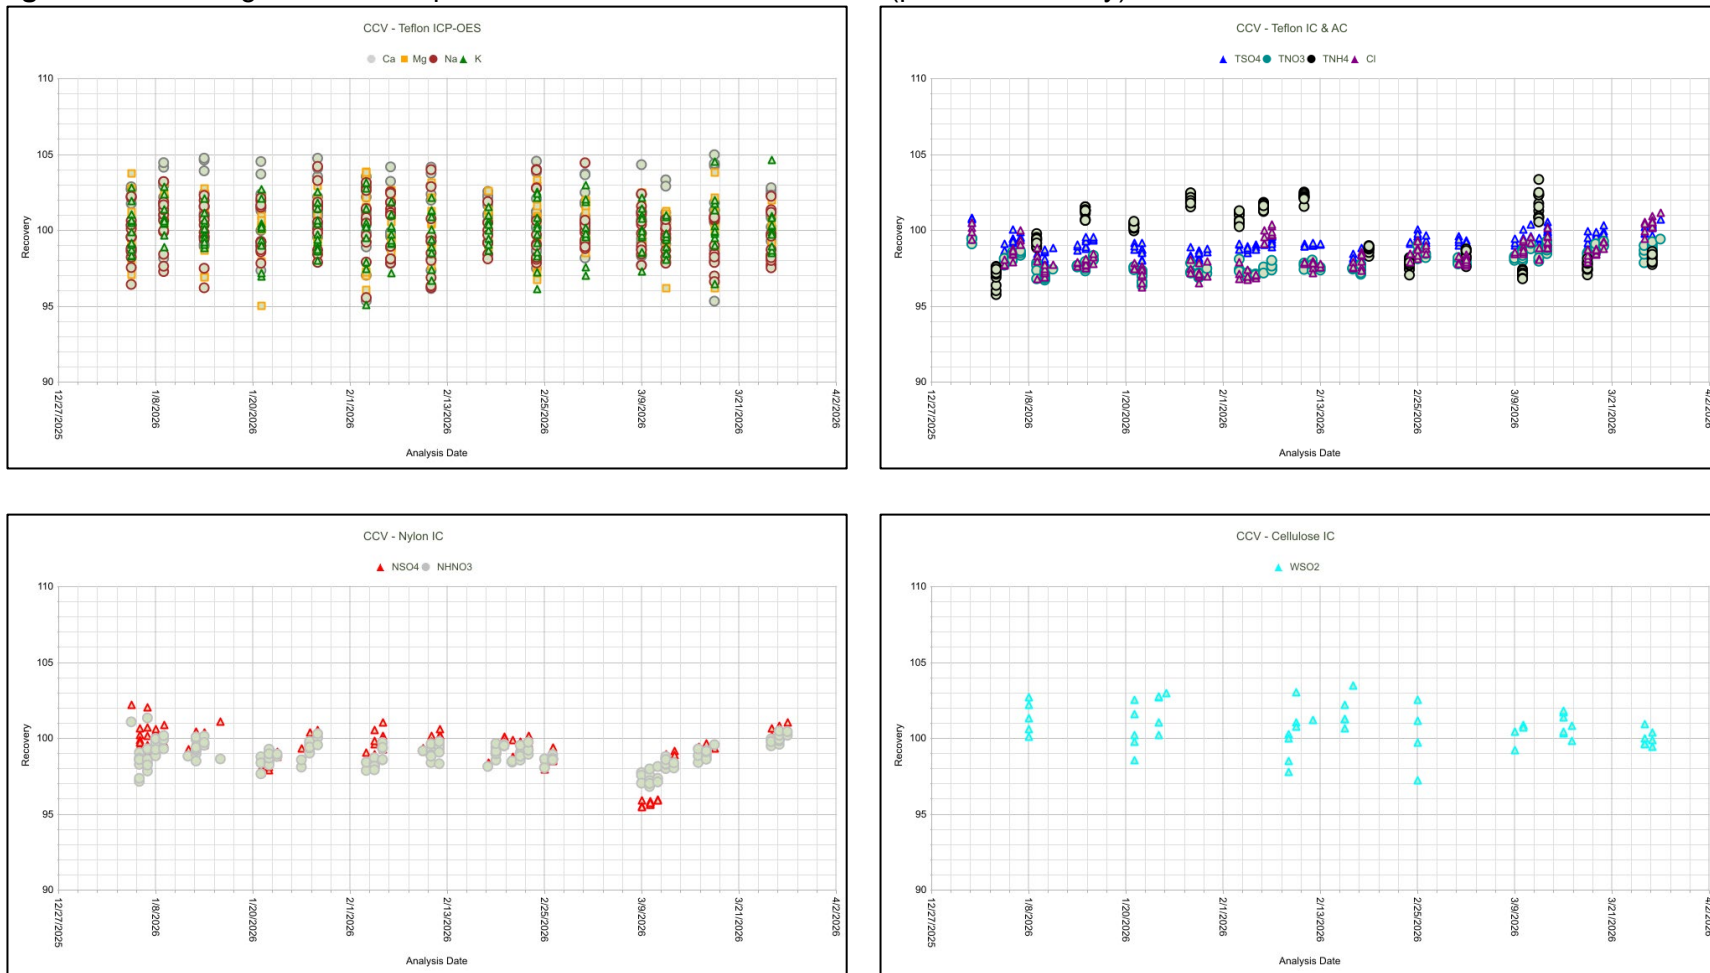 CCV - Teflon ICP-OES
Ca Mg Na K
110
105
100
95
90
Recovery
12/27/2025 1/8/2026 1/20/2026 2/1/2026 2/13/2026 2/25/2026 3/9/2026 3/21/2026 4/2/2026
Analysis Date
CCV - Teflon IC & AC
TSO4 TNO3 TNH4 Cl
110
105
100
95
90
Recovery
12/27/2025 1/8/2026 1/20/2026 2/1/2026 2/13/2026 2/25/2026 3/9/2026 3/21/2026 4/2/2026
Analysis Date
CCV - Nylon IC
NSO4 NHNO3
110
105
100
95
90
Recovery
12/27/2025 1/8/2026 1/20/2026 2/1/2026 2/13/2026 2/25/2026 3/9/2026 3/21/2026 4/2/2026
Analysis Date
CCV - Cellulose IC
WSO2
110
105
100
95
90
Recovery
12/27/2025 1/8/2026 1/20/2026 2/1/2026 2/13/2026 2/25/2026 3/9/2026 3/21/2026 4/2/2026
Analysis Date